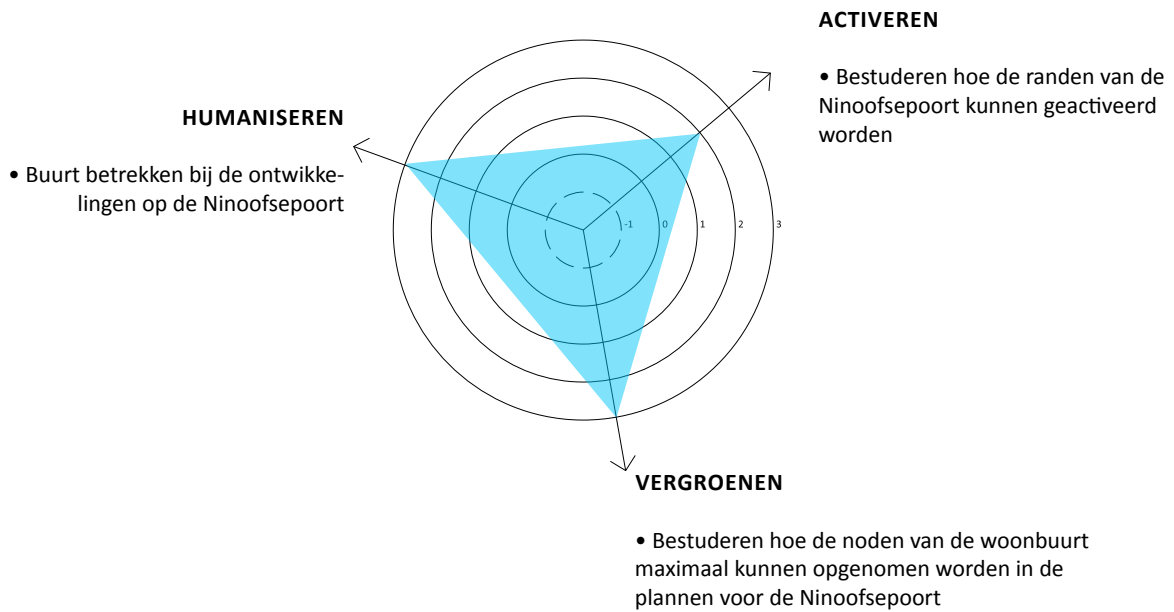 ACTIVEREN
• Bestuderen hoe de randen van de
Ninoofsepoort kunnen geactiveerd
worden
HUMANISEREN
• Buurt betrekken bij de ontwikke-
lingen op de Ninoofsepoort
-1 0 1 2 3
VERGROENEN
• Bestuderen hoe de noden van de woonbuurt
maximaal kunnen opgenomen worden in de
plannen voor de Ninoofsepoort